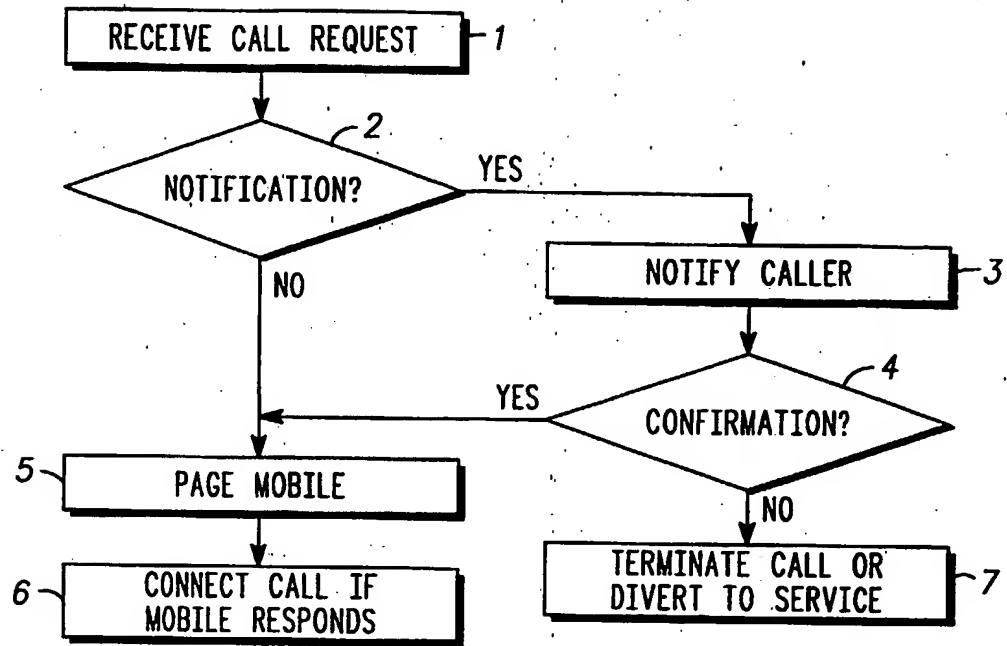 RECEIVE CALL REQUEST
1
2
NOTIFICATION?
YES
NO
NOTIFY CALLER
3
4
CONFIRMATION?
YES
NO
5
PAGE MOBILE
6
CONNECT CALL IF
MOBILE RESPONDS
TERMINATE CALL OR
DIVERT TO SERVICE
7